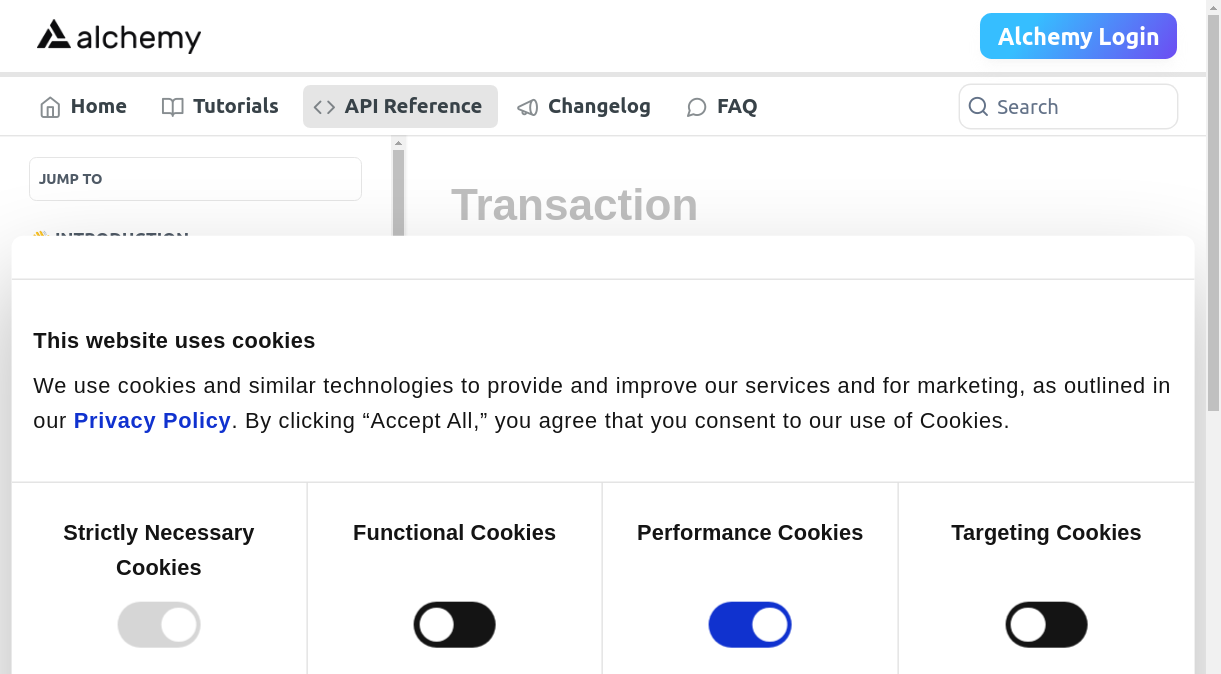 alchemy
Alchemy Login
Home
Tutorials
API Reference
Changelog
FAQ
Search
JUMP TO
Transaction
👋 INTRODUCTION
This website uses cookies
We use cookies and similar technologies to provide and improve our services and for marketing, as outlined in
our Privacy Policy. By clicking “Accept All,” you agree that you consent to our use of Cookies.
Strictly Necessary
Cookies
Functional Cookies
Performance Cookies
Targeting Cookies